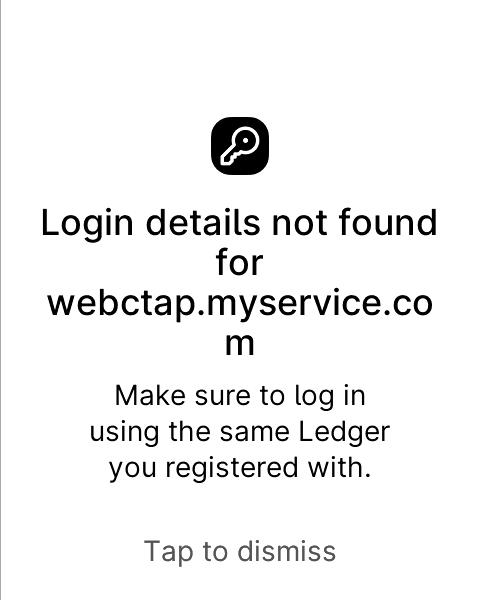 Login details not found
for
webctap.myservice.co
m
Make sure to log in
using the same Ledger
you registered with.
Tap to dismiss